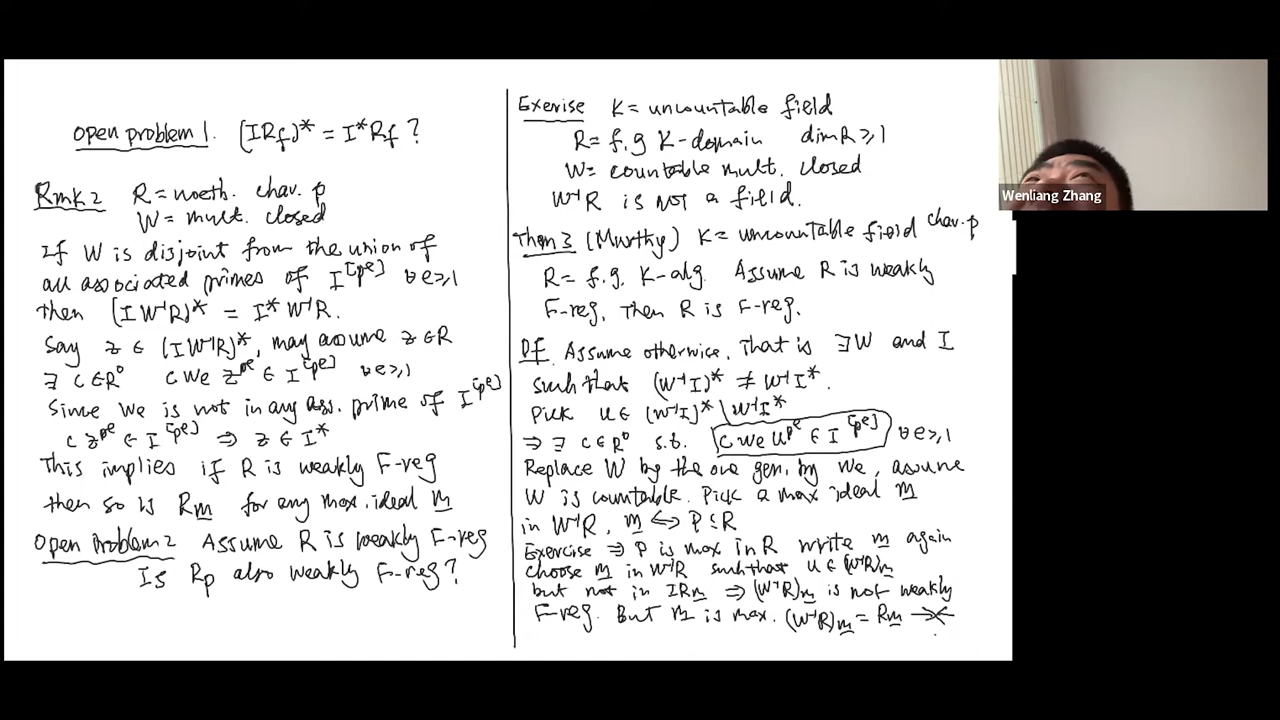 Open problem 1. (IR_f)* = I*R_f ?
Rmk 2 R = noeth. char. p
W = mult. closed
If W is disjoint from the union of
all associated primes of I^[p^e] ∀ e≥1
then (I W⁻¹R)* = I* W⁻¹R.
Say z ∈ (I W⁻¹R)*, may assume z ∈ R
∃ c ∈ R° c w_e z^{p^e} ∈ I^[p^e] ∀ e≥1
Since w_e is not in any ass. prime of I^[p^e]
c z^{p^e} ∈ I^[p^e] ⇒ z ∈ I*
This implies if R is weakly F-reg
then so is R_m for any max. ideal m
Open Problem 2 Assume R is weakly F-reg
Is R_p also weakly F-reg?
Exerise K = uncountable field
R = f.g K-domain dim R ≥ 1
W = countable mult. closed
W⁻¹R is not a field.
Thm 3 (Murthy) K = uncountable field char. p
R = f.g. K-alg. Assume R is weakly
F-reg. Then R is F-reg.
Pf. Assume otherwise. That is ∃ W and I
such that (W⁻¹I)* ≠ W⁻¹I*.
Pick u ∈ (W⁻¹I)* \ W⁻¹I*
⇒ ∃ c ∈ R° s.t. c w_e u^{p^e} ∈ I^[p^e] ∀ e≥1
Replace W by the one gen. by w_e, assume
W is countable. Pick a max ideal m
in W⁻¹R, m ↔ P ⊂ R
Exercise ⇒ P is max in R write m again
choose m in W⁻¹R such that u ∈ (W⁻¹R)_m
but not in IR_m ⇒ (W⁻¹R)_m is not weakly
F-reg. But m is max. (W⁻¹R)_m = R_m →←
Wenliang Zhang